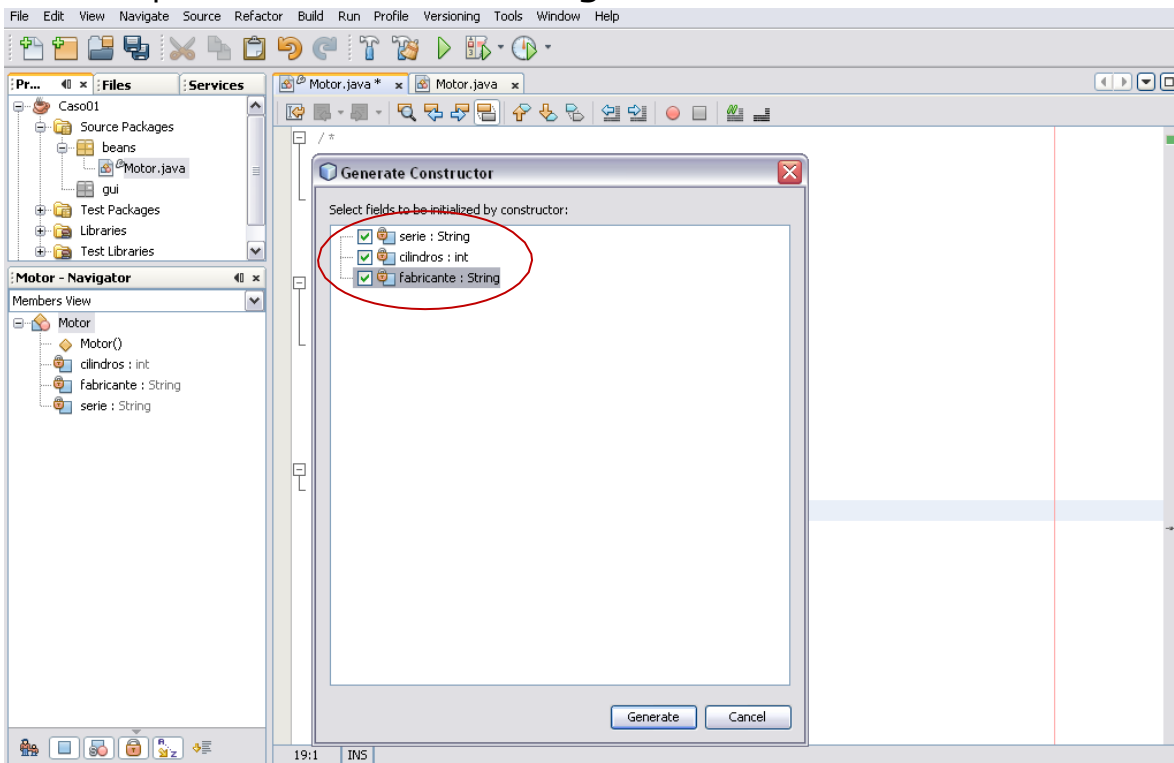 File Edit View Navigate Source Refactor Build Run Profile Versioning Tools Window Help
Pr... Files Services
Motor.java * Motor.java
Caso01
Source Packages
beans
Motor.java
gui
Test Packages
Libraries
Test Libraries
/*
Generate Constructor
Select fields to be initialized by constructor:
serie : String
cilindros : int
fabricante : String
Motor - Navigator
Members View
Motor
Motor()
cilindros : int
fabricante : String
serie : String
Generate Cancel
19:1 INS